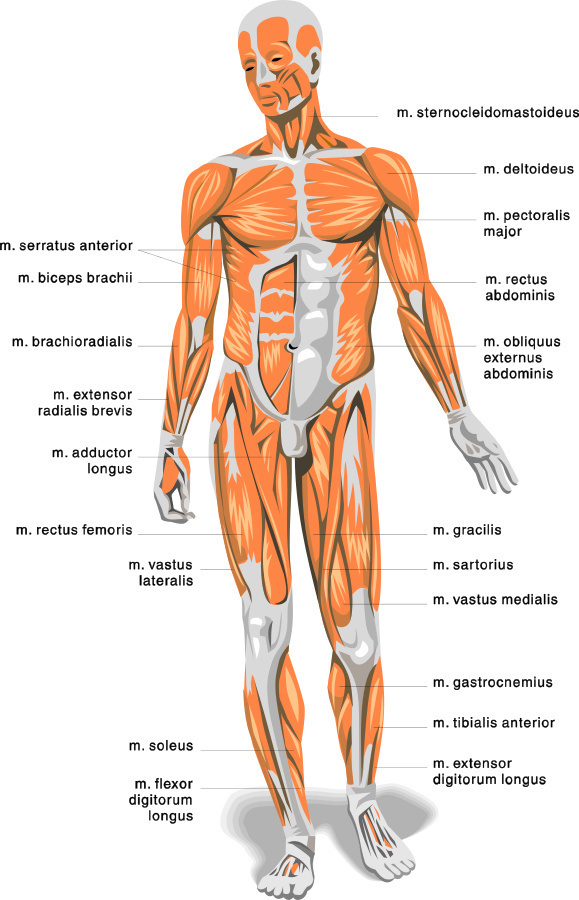 m. sternocleidomastoideus
m. deltoideus
m. pectoralis
major
m. serratus anterior
m. biceps brachii
m. rectus
abdominis
m. brachioradialis
m. obliquus
externus
abdominis
m. extensor
radialis brevis
m. adductor
longus
m. rectus femoris
m. gracilis
m. vastus
lateralis
m. sartorius
m. vastus medialis
m. gastrocnemius
m. tibialis anterior
m. soleus
m. extensor
digitorum longus
m. flexor
digitorum
longus